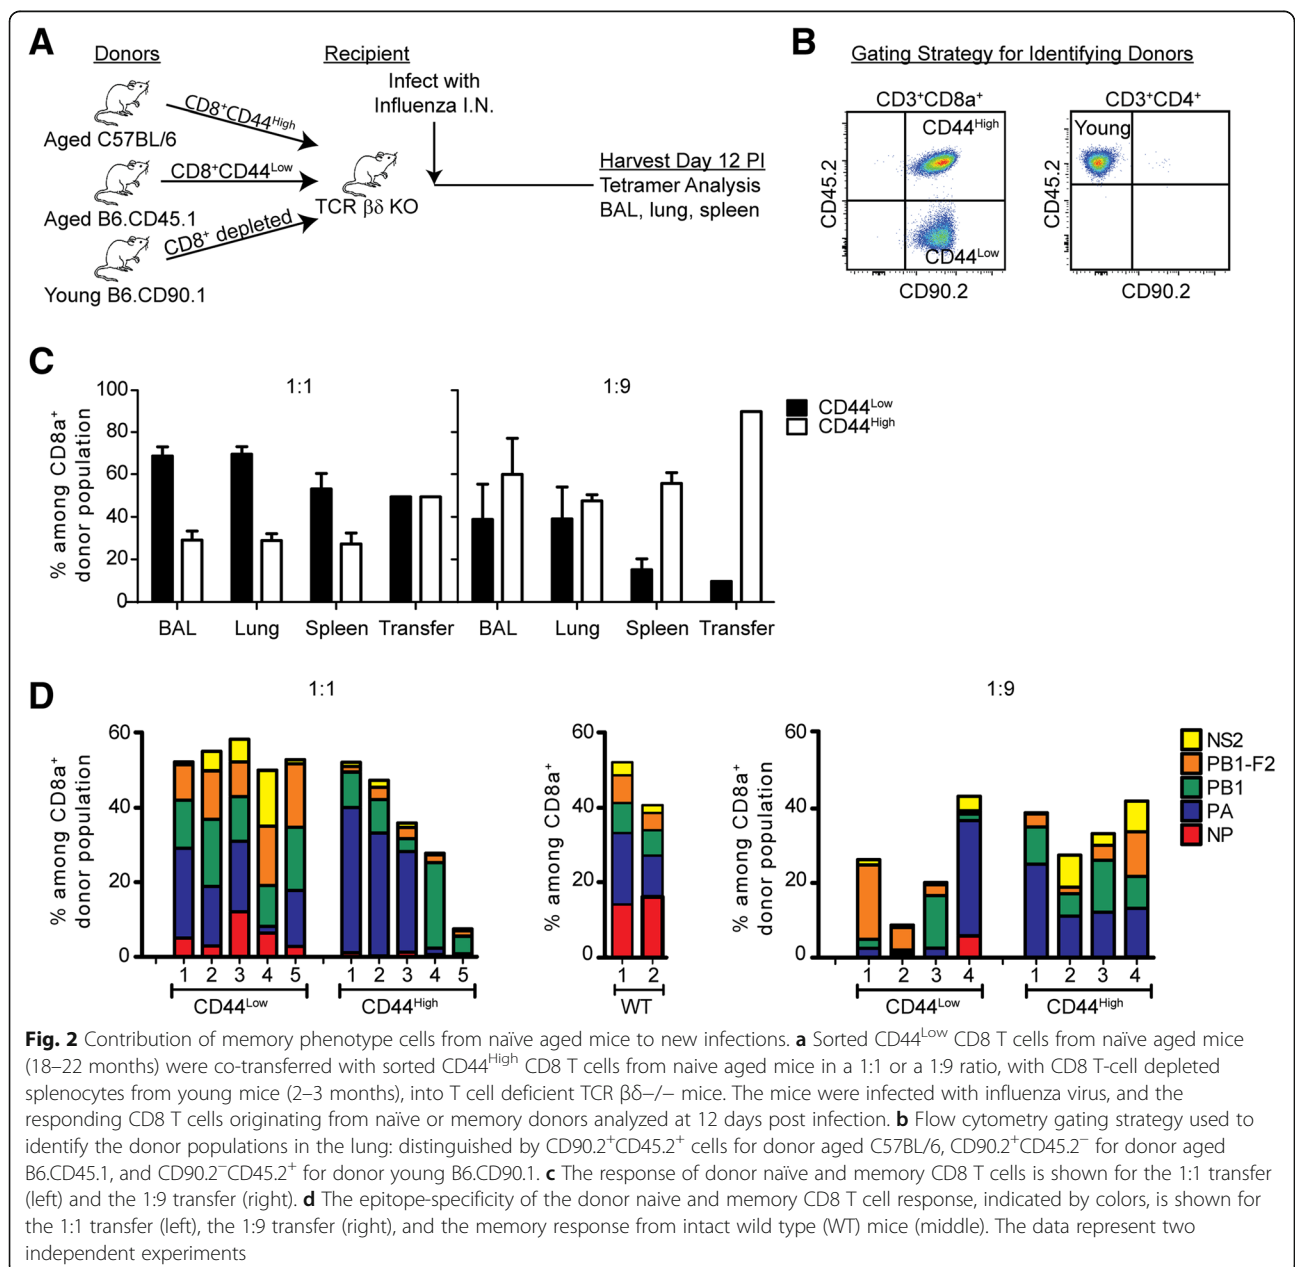 A
Donors
Recipient
Infect with
Influenza I.N.
CD8+CD44High
Aged C57BL/6
CD8+CD44Low
Aged B6.CD45.1
CD8+ depleted
Young B6.CD90.1
TCR βδ KO
Harvest Day 12 PI
Tetramer Analysis
BAL, lung, spleen
B
Gating Strategy for Identifying Donors
CD3+CD8a+
CD44High
CD44Low
CD45.2
CD90.2
CD3+CD4+
Young
CD45.2
CD90.2
C
1:1
1:9
% among CD8a+
donor population
100
80
60
40
20
0
BAL
Lung
Spleen
Transfer
BAL
Lung
Spleen
Transfer
CD44Low
CD44High
D
1:1
1:9
% among CD8a+
donor population
60
40
20
0
1 2 3 4 5
CD44Low
1 2 3 4 5
CD44High
% among CD8a+
60
40
20
0
1 2
WT
% among CD8a+
donor population
60
40
20
0
1 2 3 4
CD44Low
1 2 3 4
CD44High
NS2
PB1-F2
PB1
PA
NP
Fig. 2 Contribution of memory phenotype cells from naïve aged mice to new infections. a Sorted CD44Low CD8 T cells from naïve aged mice
(18–22 months) were co-transferred with sorted CD44High CD8 T cells from naive aged mice in a 1:1 or a 1:9 ratio, with CD8 T-cell depleted
splenocytes from young mice (2–3 months), into T cell deficient TCR βδ−/− mice. The mice were infected with influenza virus, and the
responding CD8 T cells originating from naïve or memory donors analyzed at 12 days post infection. b Flow cytometry gating strategy used to
identify the donor populations in the lung: distinguished by CD90.2+CD45.2+ cells for donor aged C57BL/6, CD90.2+CD45.2− for donor aged
B6.CD45.1, and CD90.2−CD45.2+ for donor young B6.CD90.1. c The response of donor naïve and memory CD8 T cells is shown for the 1:1 transfer
(left) and the 1:9 transfer (right). d The epitope-specificity of the donor naive and memory CD8 T cell response, indicated by colors, is shown for
the 1:1 transfer (left), the 1:9 transfer (right), and the memory response from intact wild type (WT) mice (middle). The data represent two
independent experiments